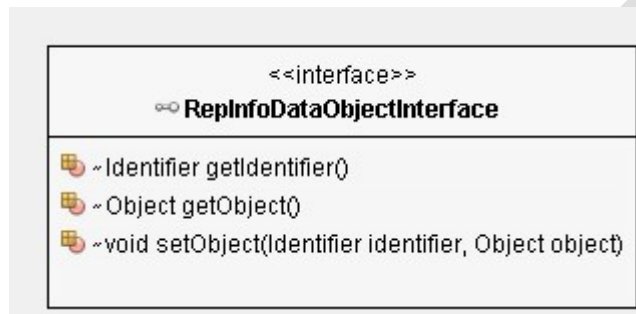 <<interface>>
RepInfoDataObjectInterface
~Identifier getIdentifier()
~Object getObject()
~void setObject(Identifier identifier, Object object)